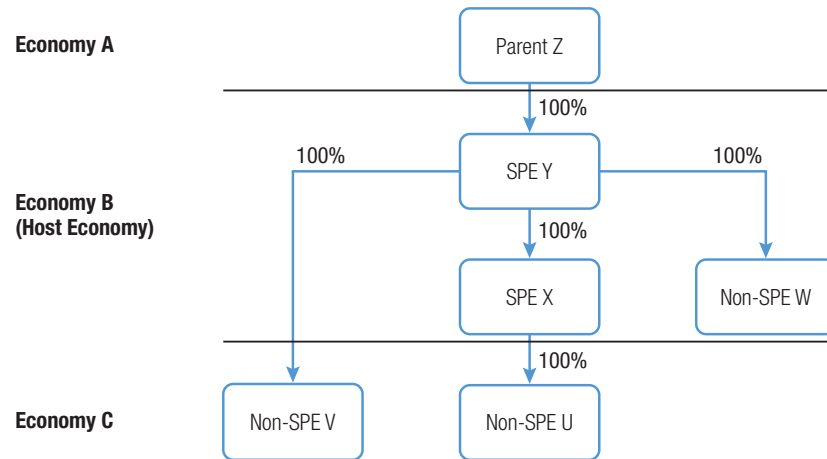 Economy A
Parent Z
100%
100%
SPE Y
100%
Economy B
(Host Economy)
100%
SPE X
Non-SPE W
100%
Economy C
Non-SPE V
Non-SPE U